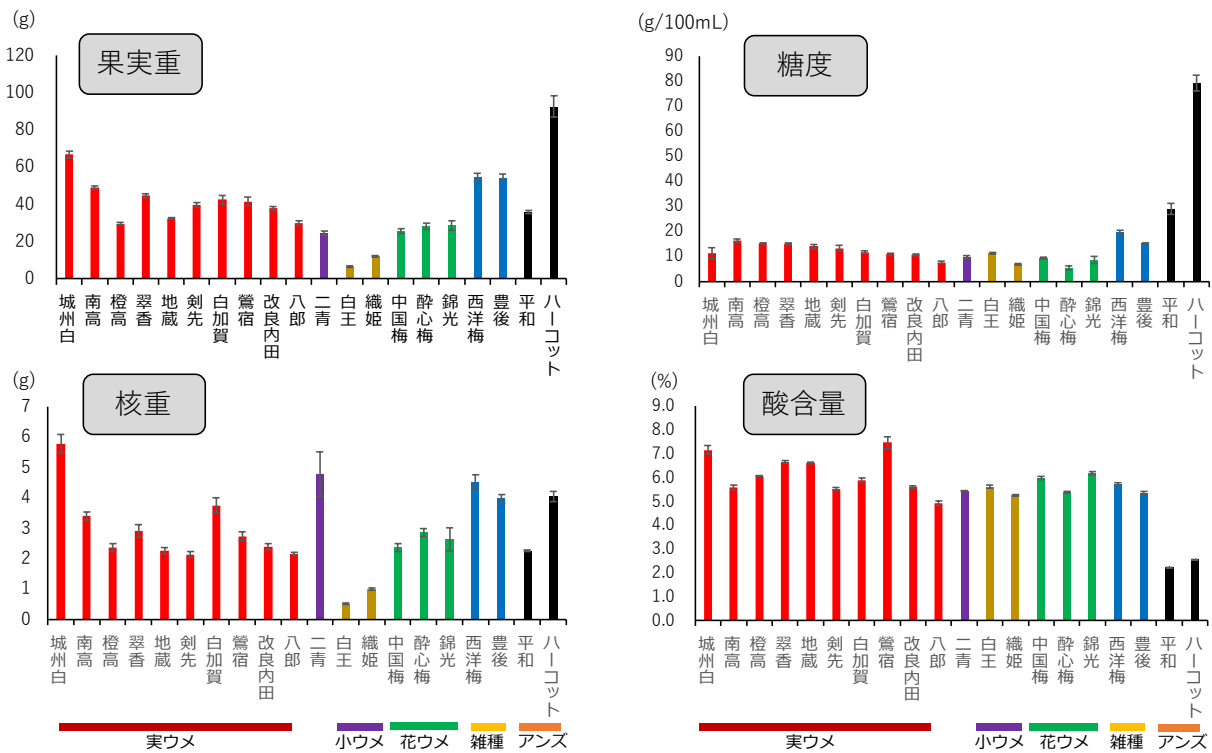 (g)
果実重
120
100
80
60
40
20
0
城州白 南高 橙高 翠香 地蔵 剣先 白加賀 鶯宿 改良内田 八郎 二青 白王 織姫 中国梅 酔心梅 錦光 西洋梅 豊後 平和 ハーコット
(g/100mL)
糖度
90
80
70
60
50
40
30
20
10
0
城州白 南高 橙高 翠香 地蔵 剣先 白加賀 鶯宿 改良内田 八郎 二青 白王 織姫 中国梅 酔心梅 錦光 西洋梅 豊後 平和 ハーコット
(g)
核重
7
6
5
4
3
2
1
0
城州白 南高 橙高 翠香 地蔵 剣先 白加賀 鶯宿 改良内田 八郎 二青 白王 織姫 中国梅 酔心梅 錦光 西洋梅 豊後 平和 ハーコット
実ウメ 小ウメ 花ウメ 雑種 アンズ
(%)
酸含量
9.0
8.0
7.0
6.0
5.0
4.0
3.0
2.0
1.0
0.0
城州白 南高 橙高 翠香 地蔵 剣先 白加賀 鶯宿 改良内田 八郎 二青 白王 織姫 中国梅 酔心梅 錦光 西洋梅 豊後 平和 ハーコット
実ウメ 小ウメ 花ウメ 雑種 アンズ